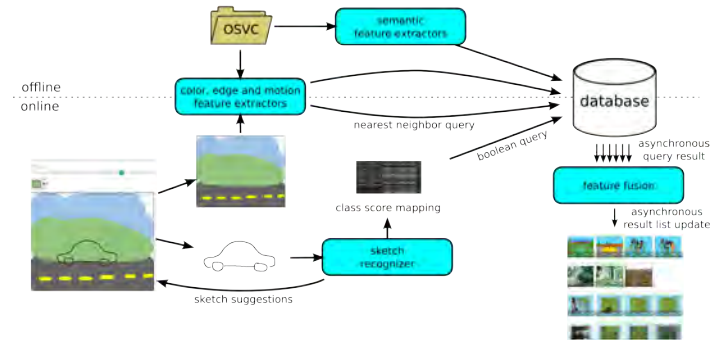 OSVC
semantic
feature extractors
offline
online
color, edge and motion
feature extractors
database
nearest neighbor query
boolean query
asynchronous
query result
feature fusion
class score mapping
asynchronous
result list update
sketch
recognizer
sketch suggestions